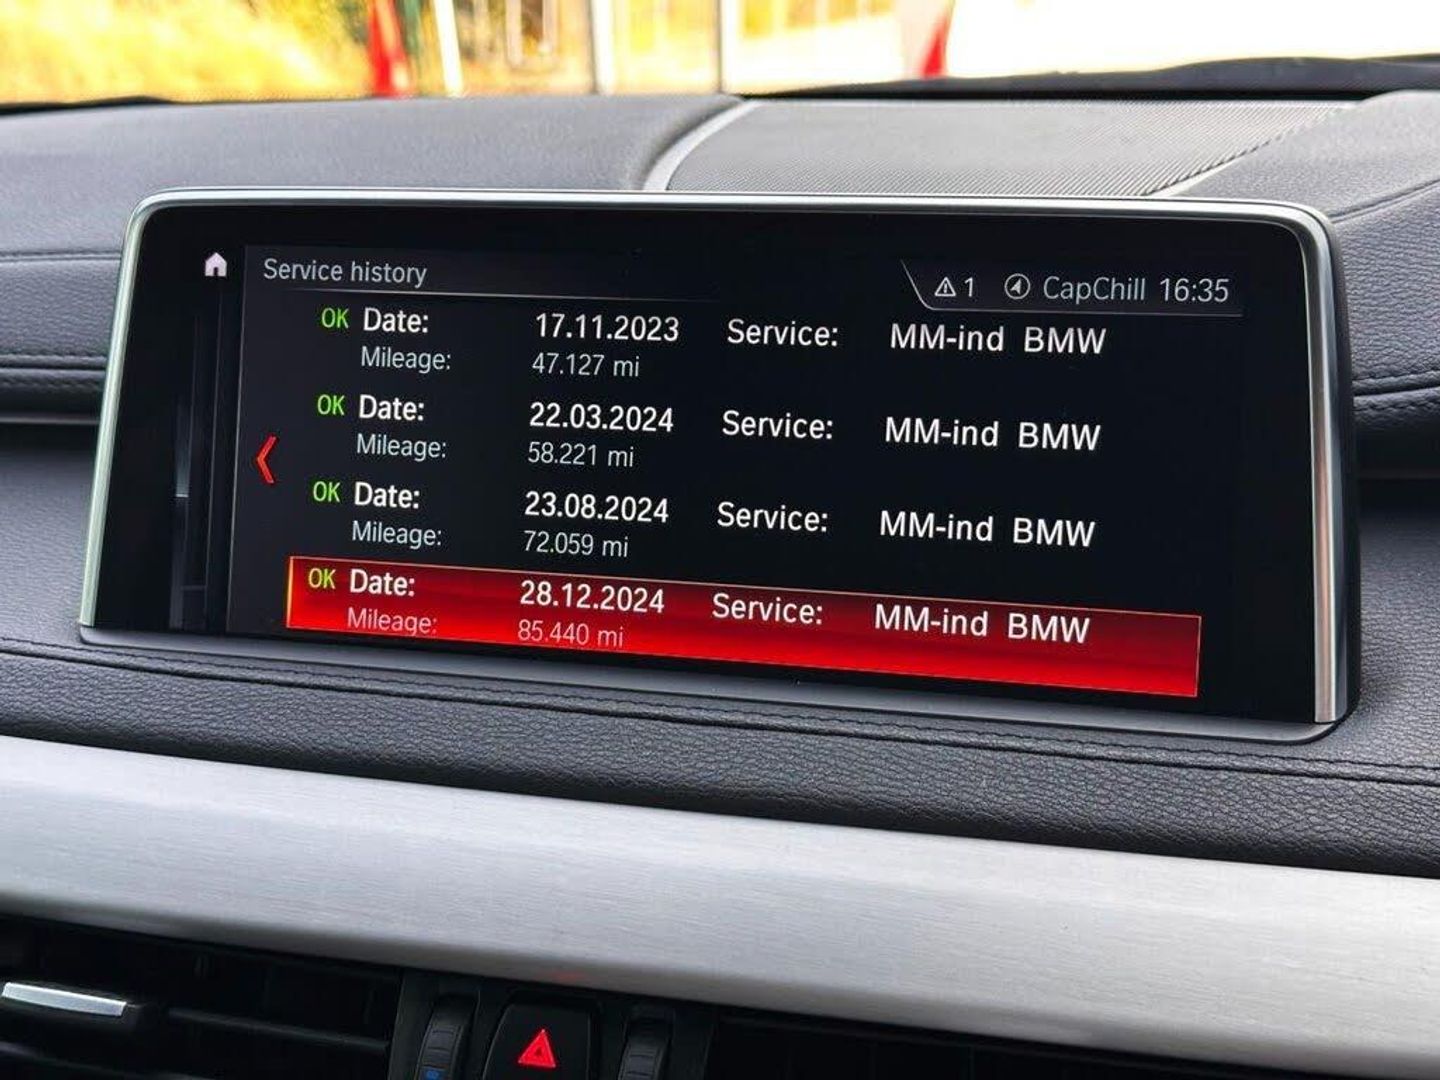 Service history
1 CapChill 16:35
OK Date: 17.11.2023 Service: MM-ind BMW
Mileage: 47.127 mi
OK Date: 22.03.2024 Service: MM-ind BMW
Mileage: 58.221 mi
OK Date: 23.08.2024 Service: MM-ind BMW
Mileage: 72.059 mi
OK Date: 28.12.2024 Service: MM-ind BMW
Mileage: 85.440 mi